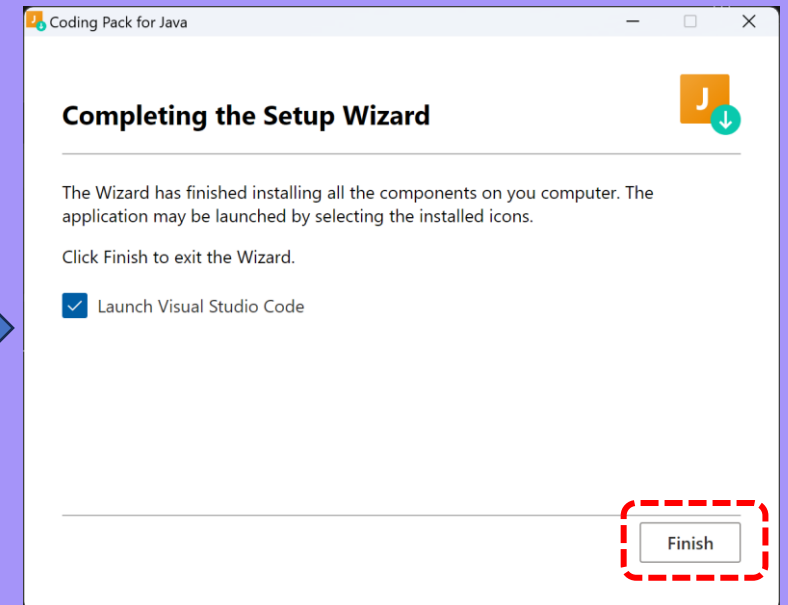 Coding Pack for Java
Completing the Setup Wizard
J
The Wizard has finished installing all the components on you computer. The
application may be launched by selecting the installed icons.
Click Finish to exit the Wizard.
Launch Visual Studio Code
Finish